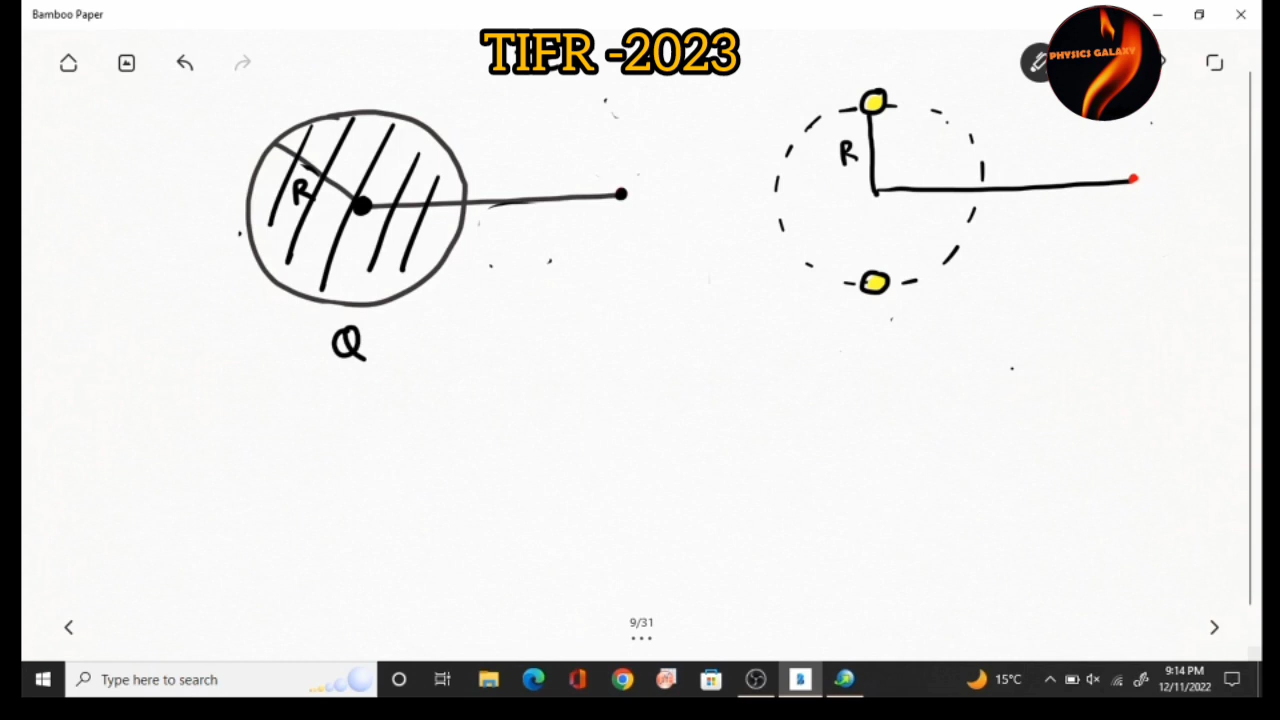 Bamboo Paper
TIFR -2023
PHYSICS GALAXY
R
R
Q
9/31
Type here to search
15°C
9:14 PM
12/11/2022